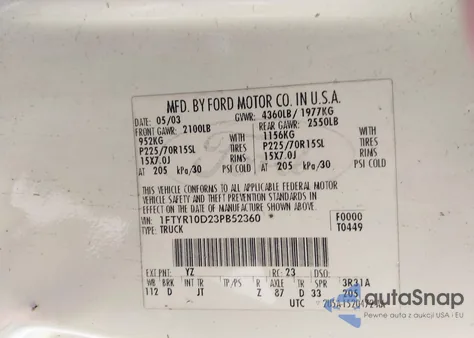 MFD. BY FORD MOTOR CO. IN U.S.A.
DATE: 05/03 GVWR: 4360LB/ 1977KG
FRONT GAWR: 2100LB REAR GAWR: 2550LB
952KG WITH 1156KG WITH
P225/70R15SL TIRES P225/70R15SL TIRES
15X7.0J RIMS 15X7.0J RIMS
AT 205 kPa/30 PSI COLD AT 205 kPa/30 PSI COLD
THIS VEHICLE CONFORMS TO ALL APPLICABLE FEDERAL MOTOR
VEHICLE SAFETY AND THEFT PREVENTION STANDARDS IN
EFFECT ON THE DATE OF MANUFACTURE SHOWN ABOVE.
VIN: 1FTYR10D23PB52360 * F0000
TYPE: TRUCK T0449
EXT PNT: YZ RC: 23 DSO:
WB BRK INT TR TP/PS R AXLE TR SPR 3R31A
112 D JT Z 87 D 33 205
UTC
autoSnap
Pewne auta z aukcji USA i EU